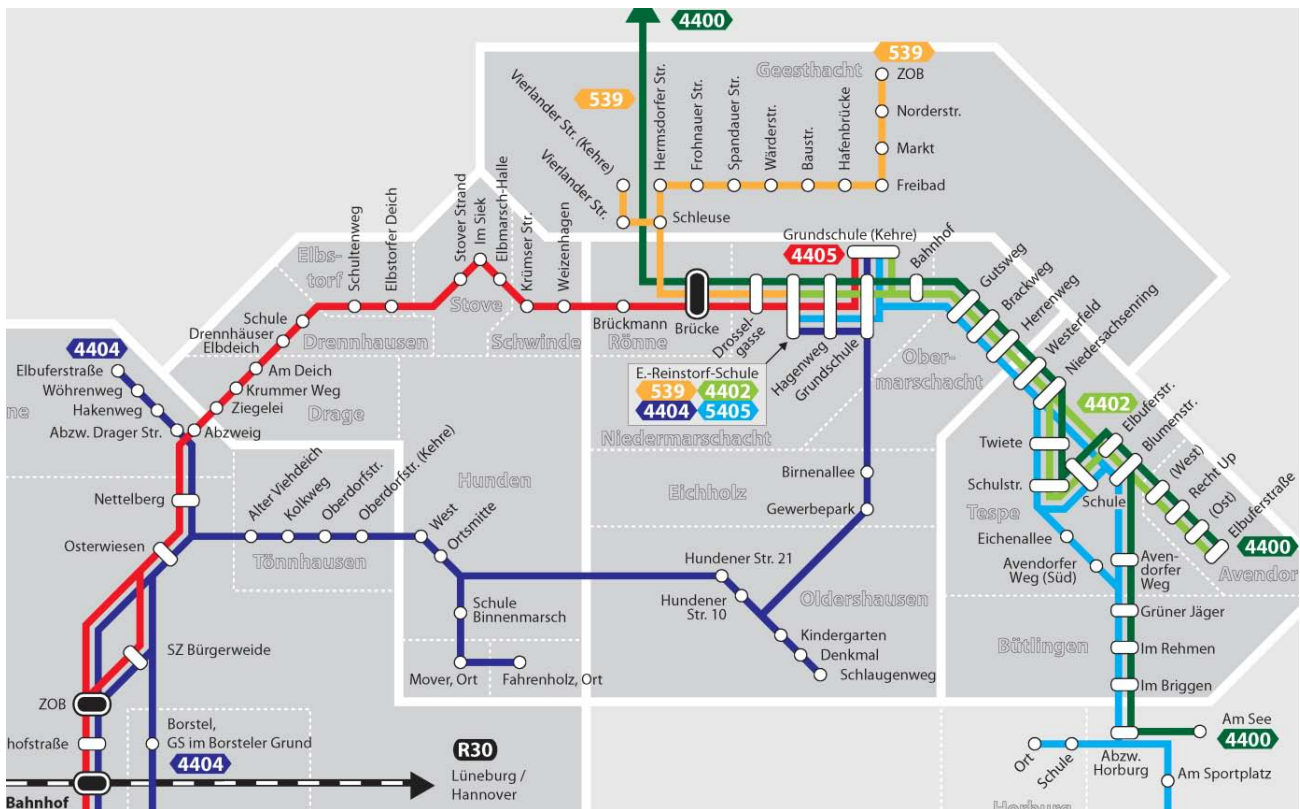 4400
539
Geesthacht
ZOB
Norderstr.
Markt
Freibad
539
Vierlander Str. (Kehre)
Vierlander Str.
Hermsdorfer Str.
Frohnauer Str.
Spandauer Str.
Wärderstr.
Baustr.
Hafenbrücke
Schleuse
Grundschule (Kehre)
4405
Bahnhof
Gutsweg
Brackweg
Herrenweg
Westerfeld
Niedersachsenring
Elbs-
torf
Schultenweg
Elbstorfer Deich
Stover Strand
Im Siek
Elbmarsch-Halle
Krümser Str.
Weizenhagen
Stove
Schwinde
Brückmann
Rönne
Brücke
Drossel-
gasse
Hagenweg
Grundschule
Ober-
marschacht
E.-Reinstorf-Schule
539
4402
4404
5405
Niedermarschacht
Schule
Drennhäuser
Elbdeich
Drennhausen
Am Deich
Krummer Weg
Ziegelei
Abzweig
Drage
4404
Elbuferstraße
Wöhrenweg
Hakenweg
Abzw. Drager Str.
ne
Nettelberg
Osterwiesen
Alter Viehdeich
Kolkweg
Oberdorfstr.
Oberdorfstr. (Kehre)
Tönnhausen
Hunden
West
Ortsmitte
Schule
Binnenmarsch
Mover, Ort
Fahrenholz, Ort
Eichholz
Birnenallee
Gewerbepark
Hundener Str. 21
Hundener
Str. 10
Oldershausen
Kindergarten
Denkmal
Schlaugenweg
4402
Elbuferstr.
Blumenstr.
Twiete
Schulstr.
Schule
Tespe
(West)
Recht Up
(Ost)
Elbuferstraße
4400
Avendor
Eichenallee
Avendorfer
Weg (Süd)
Aven-
dorfer
Weg
Grüner Jäger
Bütlingen
Im Rehmen
Im Briggen
Am See
4400
Ort
Schule
Abzw.
Horburg
Am Sportplatz
Horburg
SZ Bürgerweide
ZOB
hofstraße
Borstel,
GS im Borsteler Grund
4404
R30
Lüneburg /
Hannover
Bahnhof